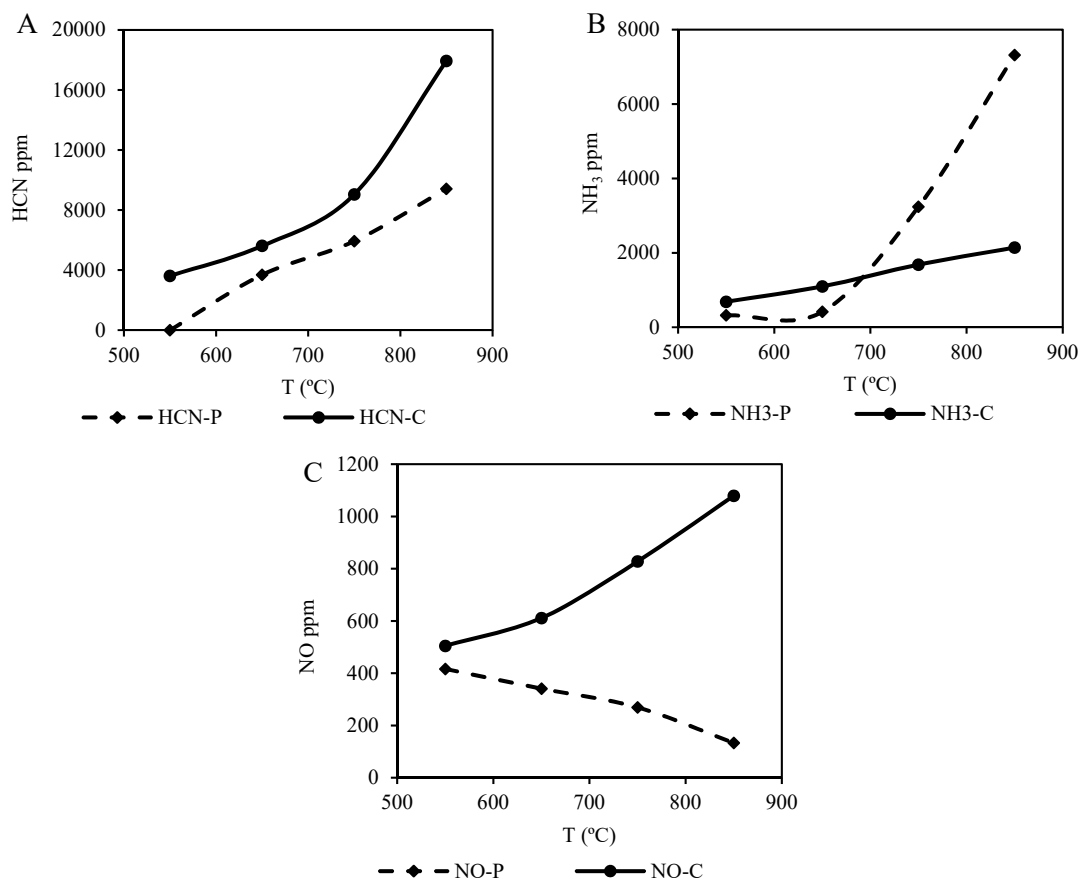 A
20000
16000
12000
8000
4000
0
HCN ppm
500 600 700 800 900
T (ºC)
HCN-P HCN-C
B
8000
6000
4000
2000
0
NH3 ppm
500 600 700 800 900
T (ºC)
NH3-P NH3-C
C
1200
1000
800
600
400
200
0
NO ppm
500 600 700 800 900
T (ºC)
NO-P NO-C